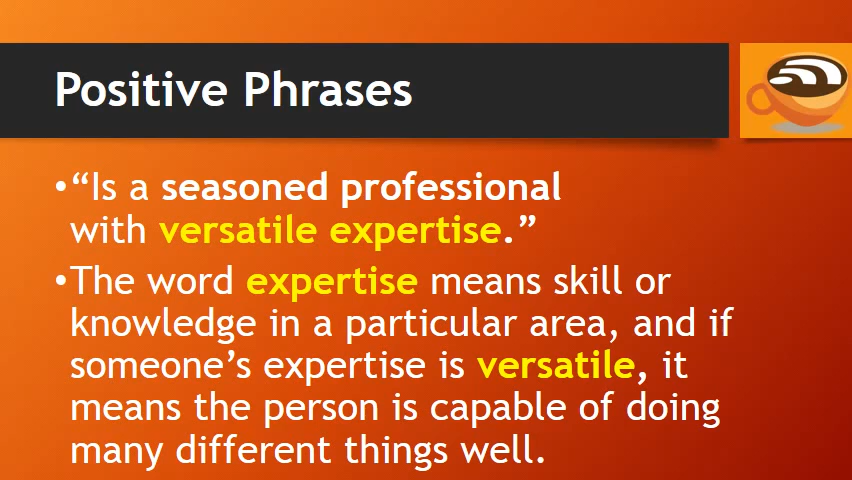 Positive Phrases
•“Is a seasoned professional
with versatile expertise.”
•The word expertise means skill or
knowledge in a particular area, and if
someone’s expertise is versatile, it
means the person is capable of doing
many different things well.